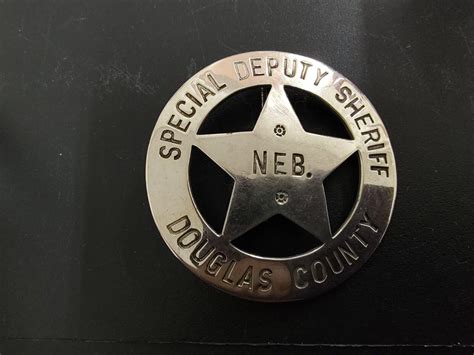 SPECIAL DEPUTY SHERIFF
NEB.
DOUGLAS COUNTY